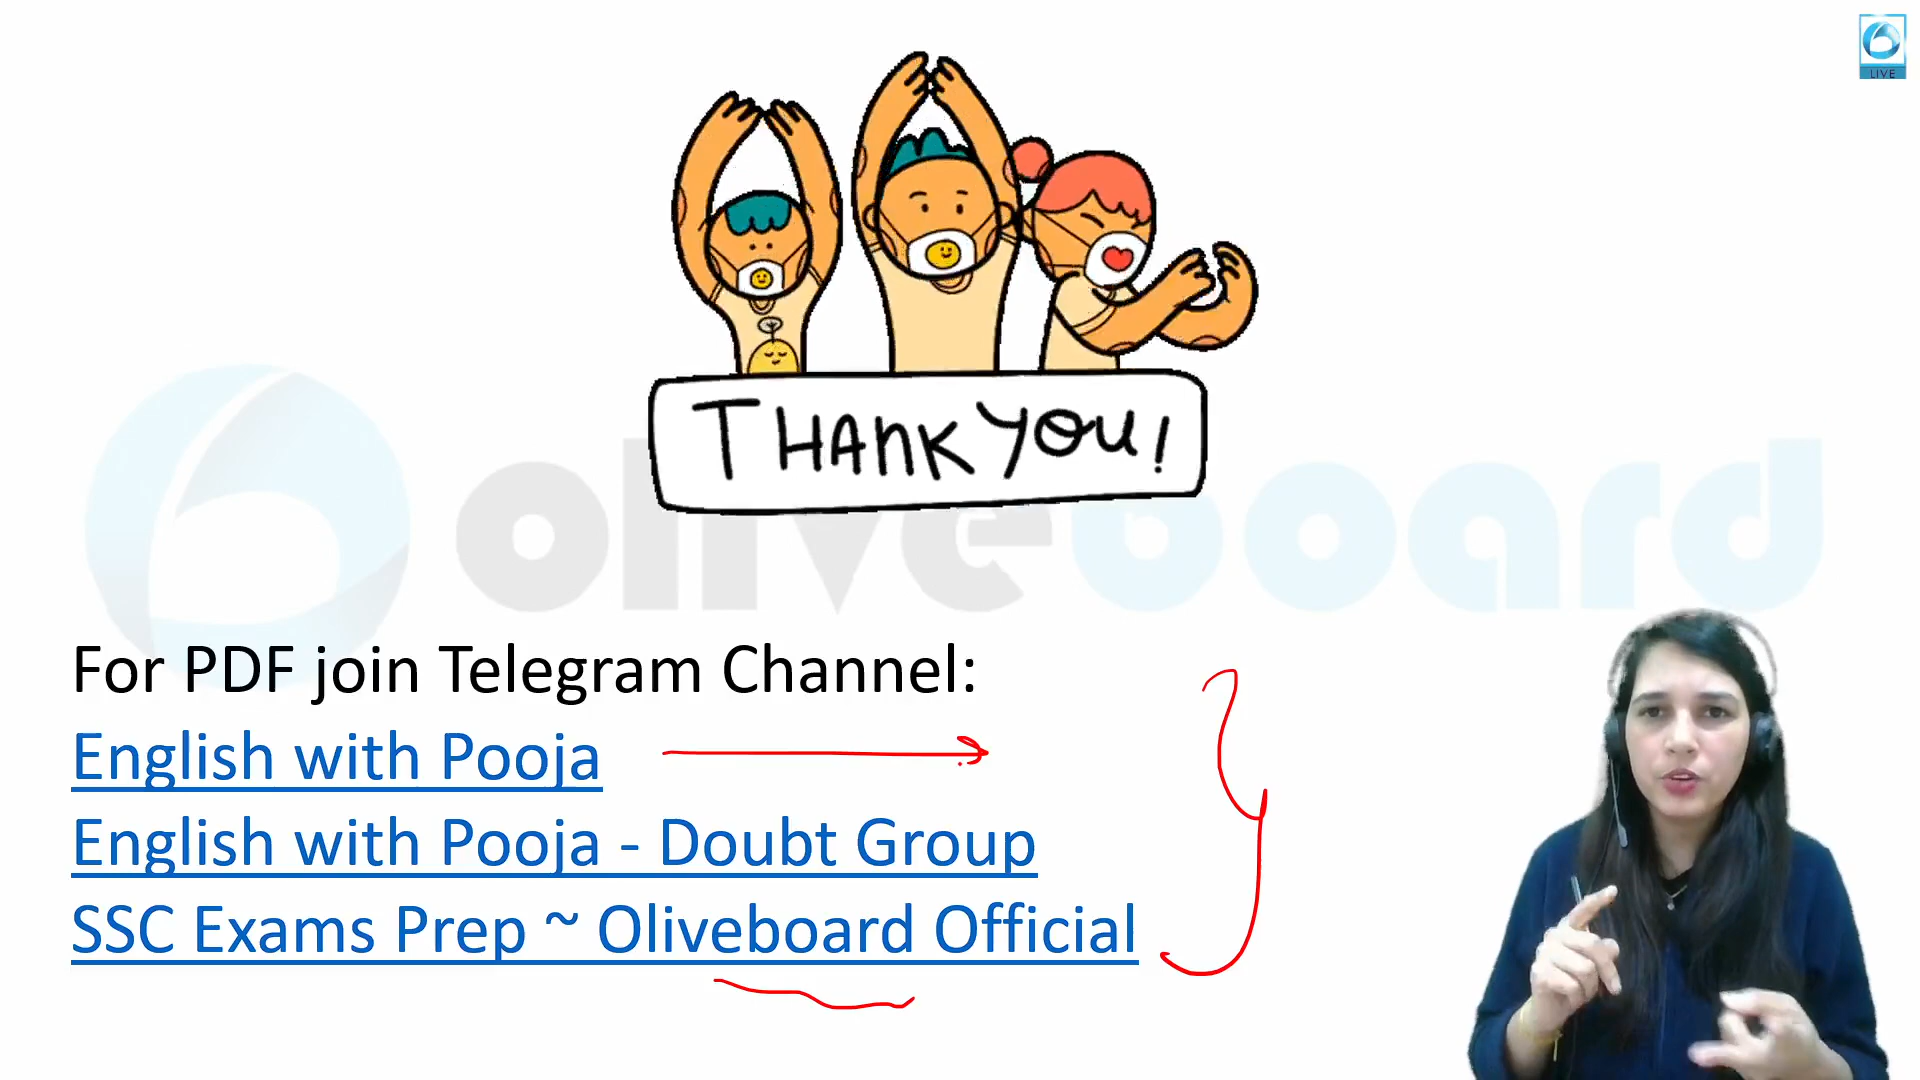 LIVE
THANK YOU!
oliveboard
For PDF join Telegram Channel:
English with Pooja
English with Pooja - Doubt Group
SSC Exams Prep ~ Oliveboard Official